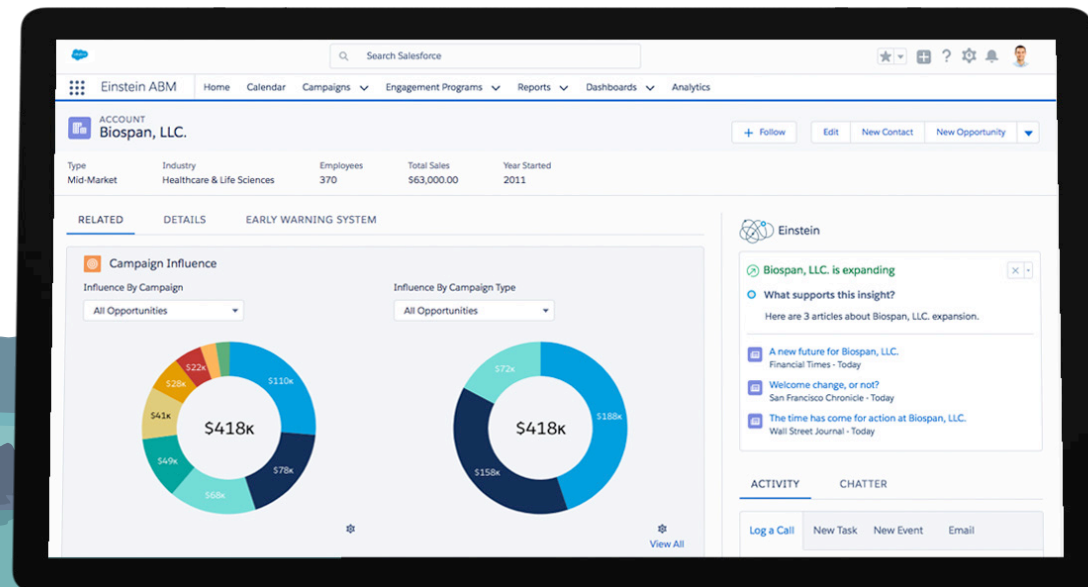 Search Salesforce
Einstein ABM Home Calendar Campaigns Engagement Programs Reports Dashboards Analytics
ACCOUNT
Biospan, LLC.
+ Follow Edit New Contact New Opportunity
Type Industry Employees Total Sales Year Started
Mid-Market Healthcare & Life Sciences 370 $63,000.00 2011
RELATED DETAILS EARLY WARNING SYSTEM
Campaign Influence
Influence By Campaign Influence By Campaign Type
All Opportunities All Opportunities
$110K
$22K
$28K
$41K
$418K
$49K
$78K
$68K
$72K
$188K
$418K
$158K
View All
Einstein
Biospan, LLC. is expanding
What supports this insight?
Here are 3 articles about Biospan, LLC. expansion.
A new future for Biospan, LLC.
Financial Times - Today
Welcome change, or not?
San Francisco Chronicle - Today
The time has come for action at Biospan, LLC.
Wall Street Journal - Today
ACTIVITY CHATTER
Log a Call New Task New Event Email